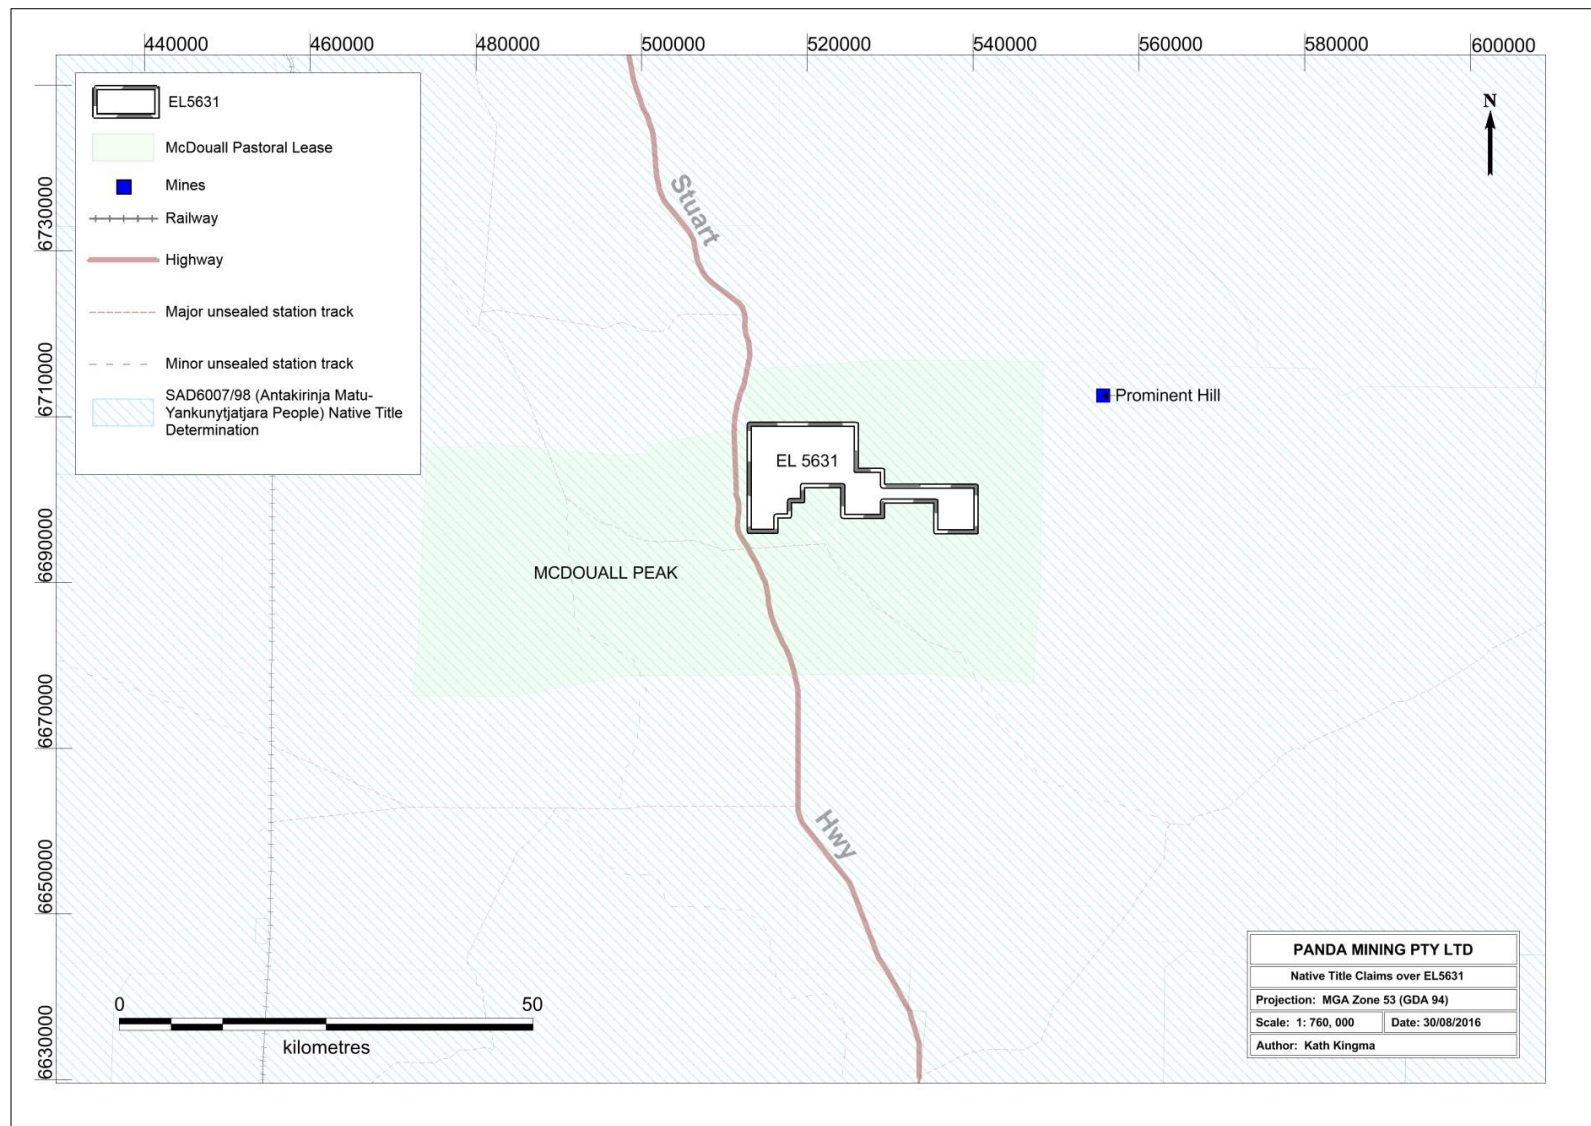 440000 460000 480000 500000 520000 540000 560000 580000 600000
EL5631
McDouall Pastoral Lease
Mines
Railway
Highway
Major unsealed station track
Minor unsealed station track
SAD6007/98 (Antakirinja Matu-
Yankunytjatjara People) Native Title
Determination
N
Stuart
6730000
6710000
6690000
6670000
6650000
6630000
Prominent Hill
EL 5631
MCDOUALL PEAK
Hwy
0 50
kilometres
PANDA MINING PTY LTD
Native Title Claims over EL5631
Projection: MGA Zone 53 (GDA 94)
Scale: 1: 760, 000 Date: 30/08/2016
Author: Kath Kingma